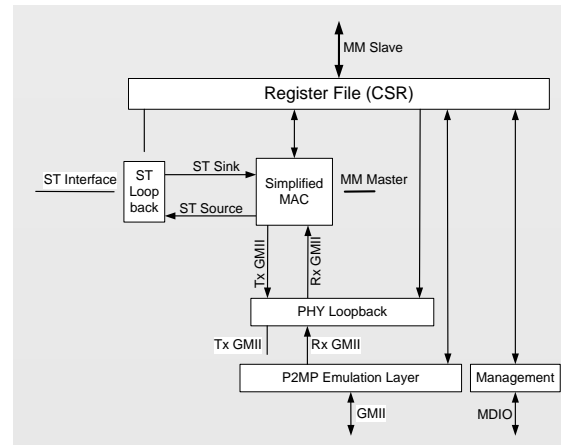 MM Slave
Register File (CSR)
ST Interface
ST
Loop
back
ST Sink
ST Source
Simplified
MAC
MM Master
Tx GMII
Rx GMII
PHY Loopback
Tx GMII
Rx GMII
P2MP Emulation Layer
Management
GMII
MDIO